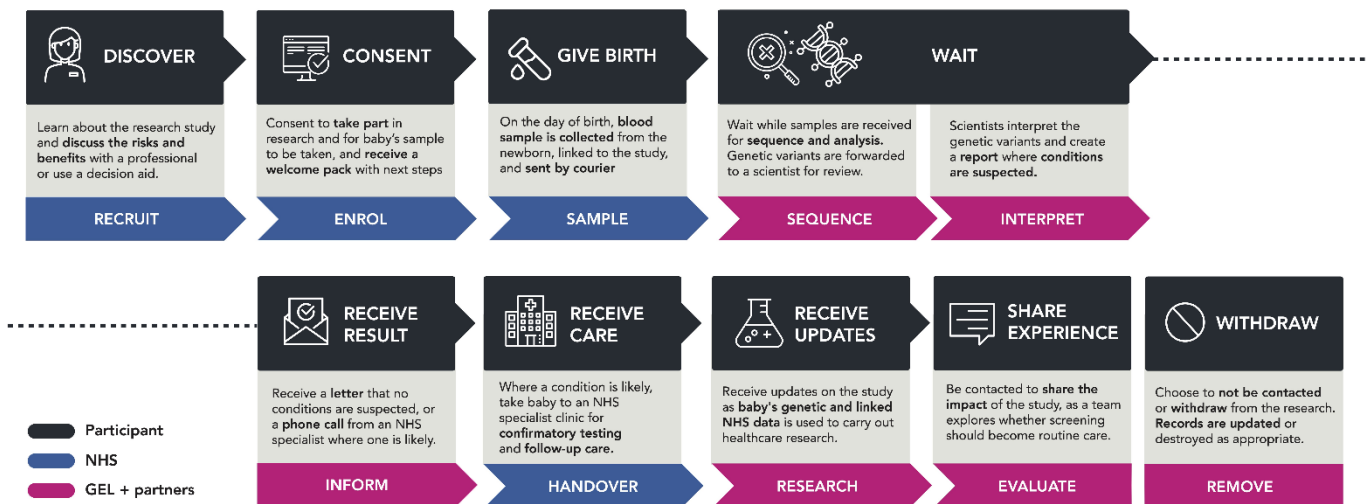 DISCOVER
Learn about the research study
and discuss the risks and
benefits with a professional
or use a decision aid.
RECRUIT
CONSENT
Consent to take part in
research and for baby's sample
to be taken, and receive a
welcome pack with next steps
ENROL
GIVE BIRTH
On the day of birth, blood
sample is collected from the
newborn, linked to the study,
and sent by courier
SAMPLE
WAIT
Wait while samples are received
for sequence and analysis.
Genetic variants are forwarded
to a scientist for review.
SEQUENCE
Scientists interpret the
genetic variants and create
a report where conditions
are suspected.
INTERPRET
RECEIVE
RESULT
Receive a letter that no
conditions are suspected, or
a phone call from an NHS
specialist where one is likely.
INFORM
RECEIVE
CARE
Where a condition is likely,
take baby to an NHS
specialist clinic for
confirmatory testing
and follow-up care.
HANDOVER
RECEIVE
UPDATES
Receive updates on the study
as baby's genetic and linked
NHS data is used to carry out
healthcare research.
RESEARCH
SHARE
EXPERIENCE
Be contacted to share the
impact of the study, as a team
explores whether screening
should become routine care.
EVALUATE
WITHDRAW
Choose to not be contacted
or withdraw from the research.
Records are updated or
destroyed as appropriate.
REMOVE
Participant
NHS
GEL + partners